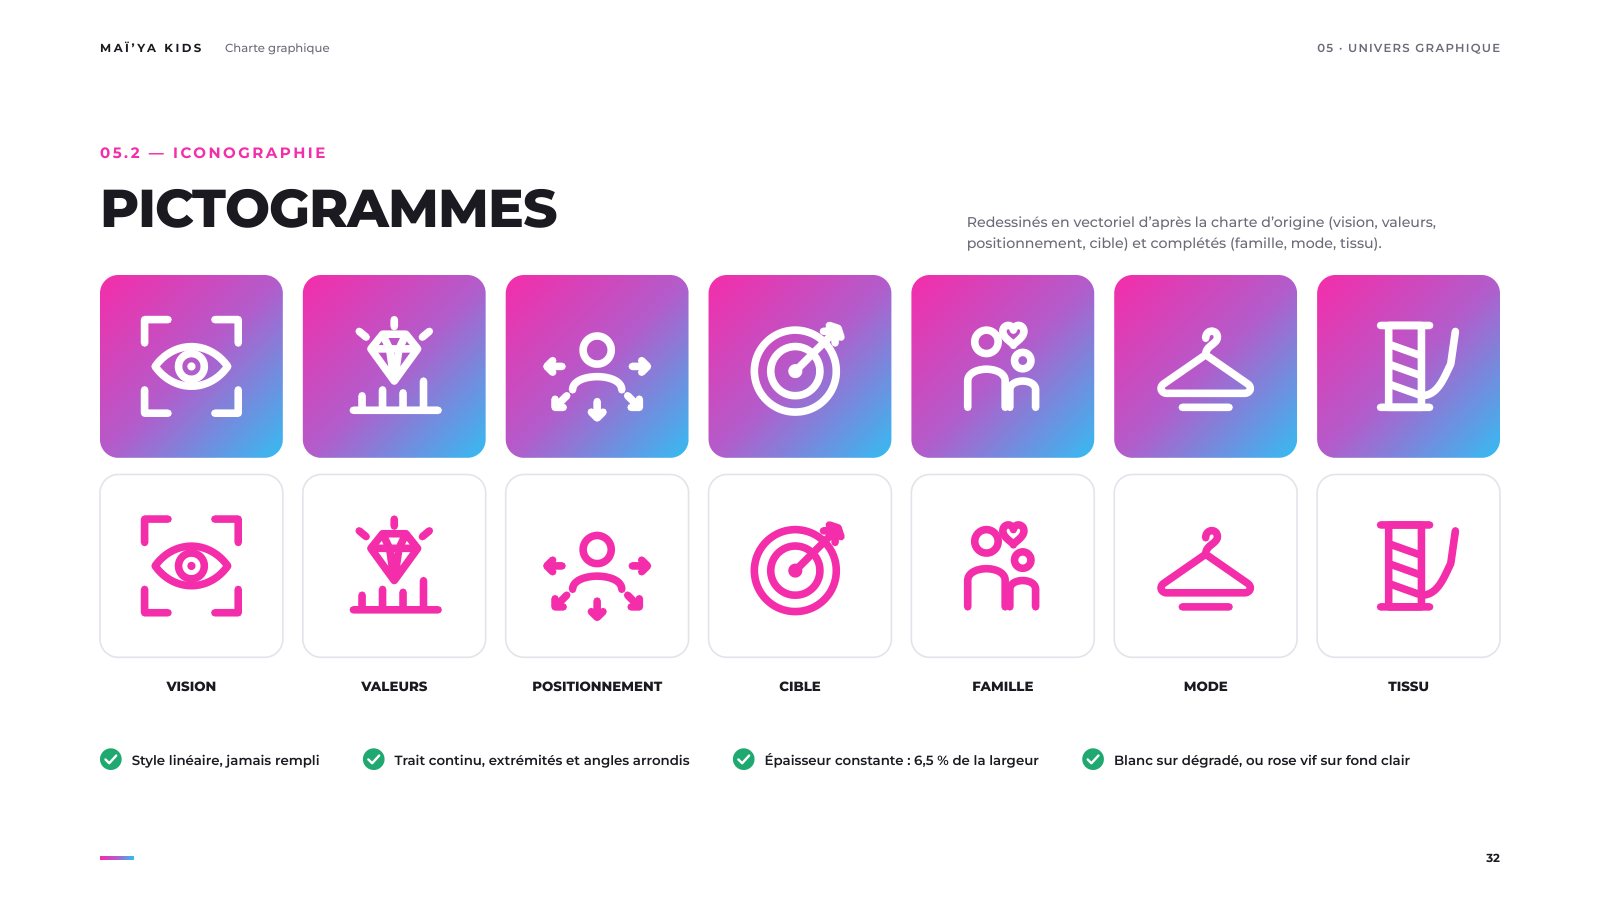 MAÏ’YA KIDS Charte graphique 05 · UNIVERS GRAPHIQUE
05.2 — ICONOGRAPHIE
PICTOGRAMMES
Redessinés en vectoriel d’après la charte d’origine (vision, valeurs,
positionnement, cible) et complétés (famille, mode, tissu).
VISION VALEURS POSITIONNEMENT CIBLE FAMILLE MODE TISSU
Style linéaire, jamais rempli Trait continu, extrémités et angles arrondis Épaisseur constante : 6,5 % de la largeur Blanc sur dégradé, ou rose vif sur fond clair
32